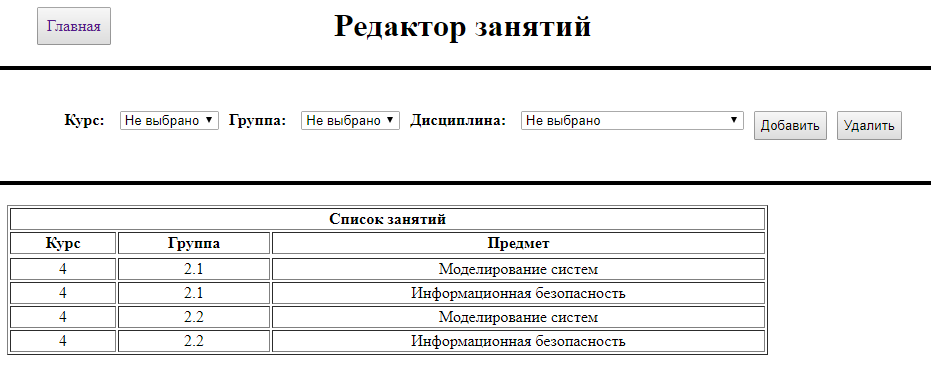 Главная
Редактор занятий
Курс: Не выбрано Группа: Не выбрано Дисциплина: Не выбрано Добавить Удалить
Список занятий
Курс Группа Предмет
4 2.1 Моделирование систем
4 2.1 Информационная безопасность
4 2.2 Моделирование систем
4 2.2 Информационная безопасность